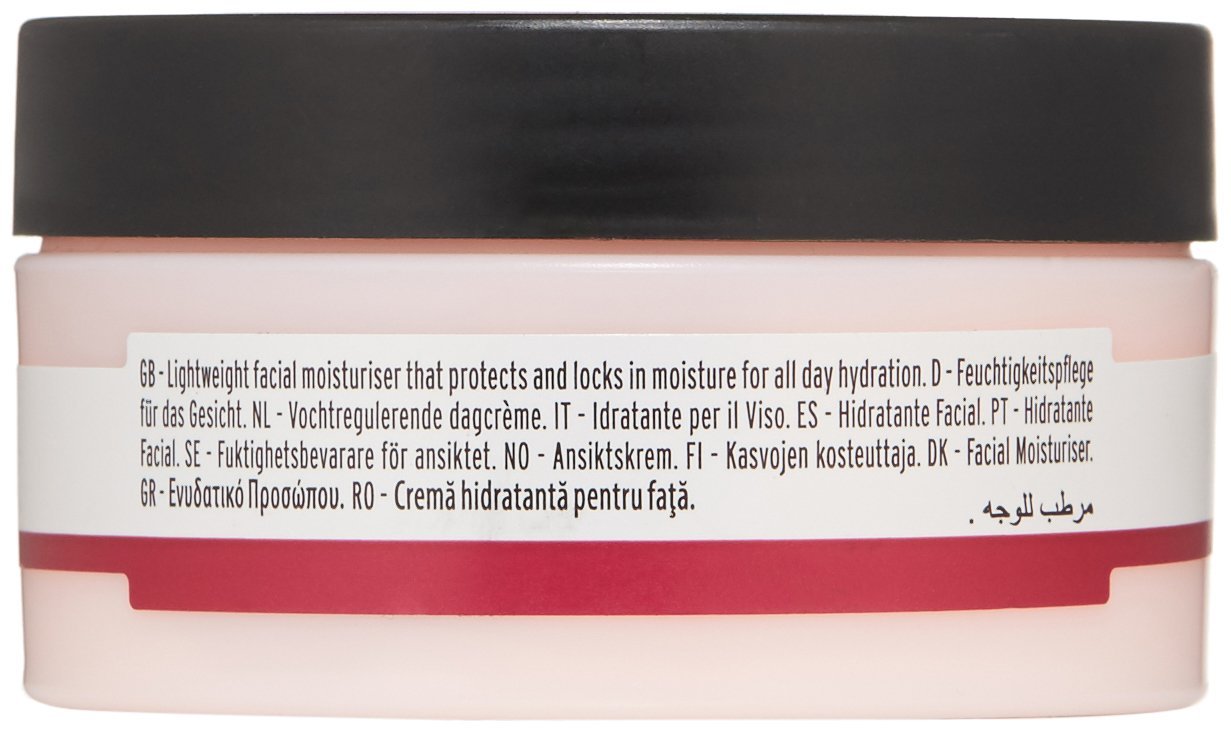 GB - Lightweight facial moisturiser that protects and locks in moisture for all day hydration. D - Feuchtigkeitspflege
für das Gesicht. NL - Vochtregulerende dagcrème. IT - Idratante per il Viso. ES - Hidratante Facial. PT - Hidratante
Facial. SE - Fuktighetsbevarare för ansiktet. NO - Ansiktskrem. FI - Kasvojen kosteuttaja. DK - Facial Moisturiser.
GR - Ενυδατικό Προσώπου. RO - Cremă hidratantă pentru faţă.
مرطب للوجه .